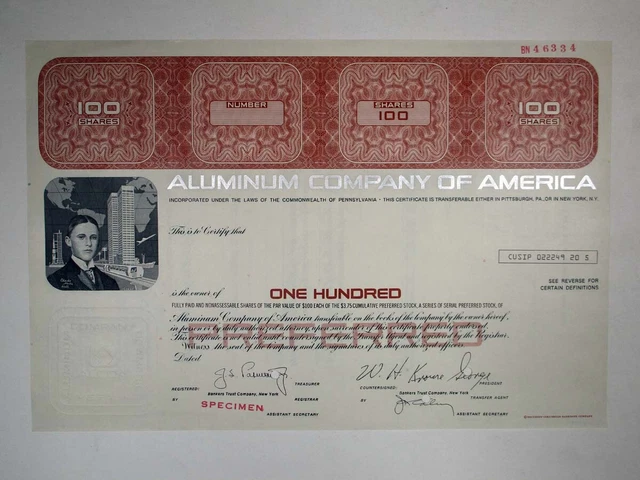 BN 46334
100
SHARES
NUMBER
SHARES
100
100
SHARES
ALUMINUM COMPANY OF AMERICA
INCORPORATED UNDER THE LAWS OF THE COMMONWEALTH OF PENNSYLVANIA • THIS CERTIFICATE IS TRANSFERABLE EITHER IN PITTSBURGH, PA., OR IN NEW YORK, N.Y.
This is to Certify that
CUSIP 022249 20 5
is the owner of
ONE HUNDRED
SEE REVERSE FOR
CERTAIN DEFINITIONS
FULLY PAID AND NONASSESSABLE SHARES OF THE PAR VALUE OF $100 EACH OF THE $3.75 CUMULATIVE PREFERRED STOCK, A SERIES OF SERIAL PREFERRED STOCK, OF
Aluminum Company of America transferable on the books of the Company by the owner hereof,
in person or by duly authorized attorney, upon surrender of this certificate properly endorsed.
This certificate is not valid until countersigned by the Transfer Agent and registered by the Registrar.
Witness the seal of the Company and the signatures of its duly authorized officers.
Dated
TREASURER
PRESIDENT
REGISTERED:
COUNTERSIGNED:
Bankers Trust Company, New York
Bankers Trust Company, New York
BY
REGISTRAR
BY
TRANSFER AGENT
SPECIMEN
ASSISTANT SECRETARY
ASSISTANT SECRETARY